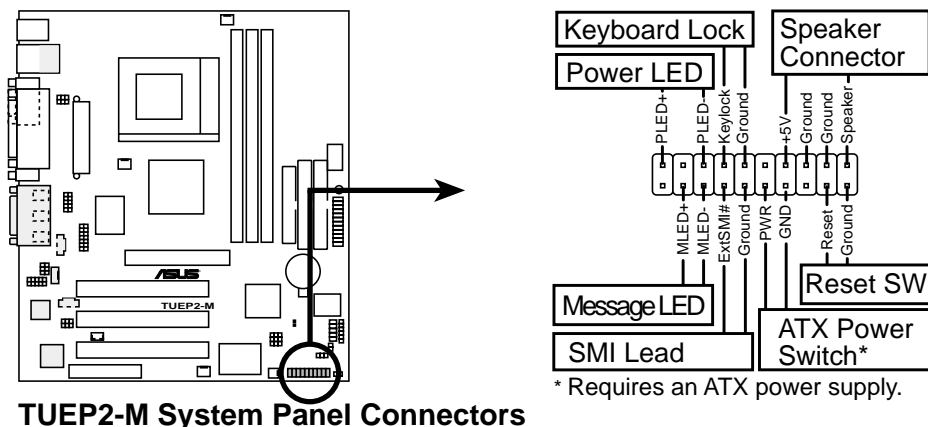 Keyboard Lock
Power LED
Speaker
Connector
PLED+
PLED-
Keylock
Ground
+5V
Ground
Ground
Speaker
MLED+
MLED-
ExtSMI#
Ground
PWR
GND
Reset
Ground
Message LED
SMI Lead
Reset SW
ATX Power
Switch*
* Requires an ATX power supply.
ASUS
TUEP2-M
TUEP2-M System Panel Connectors